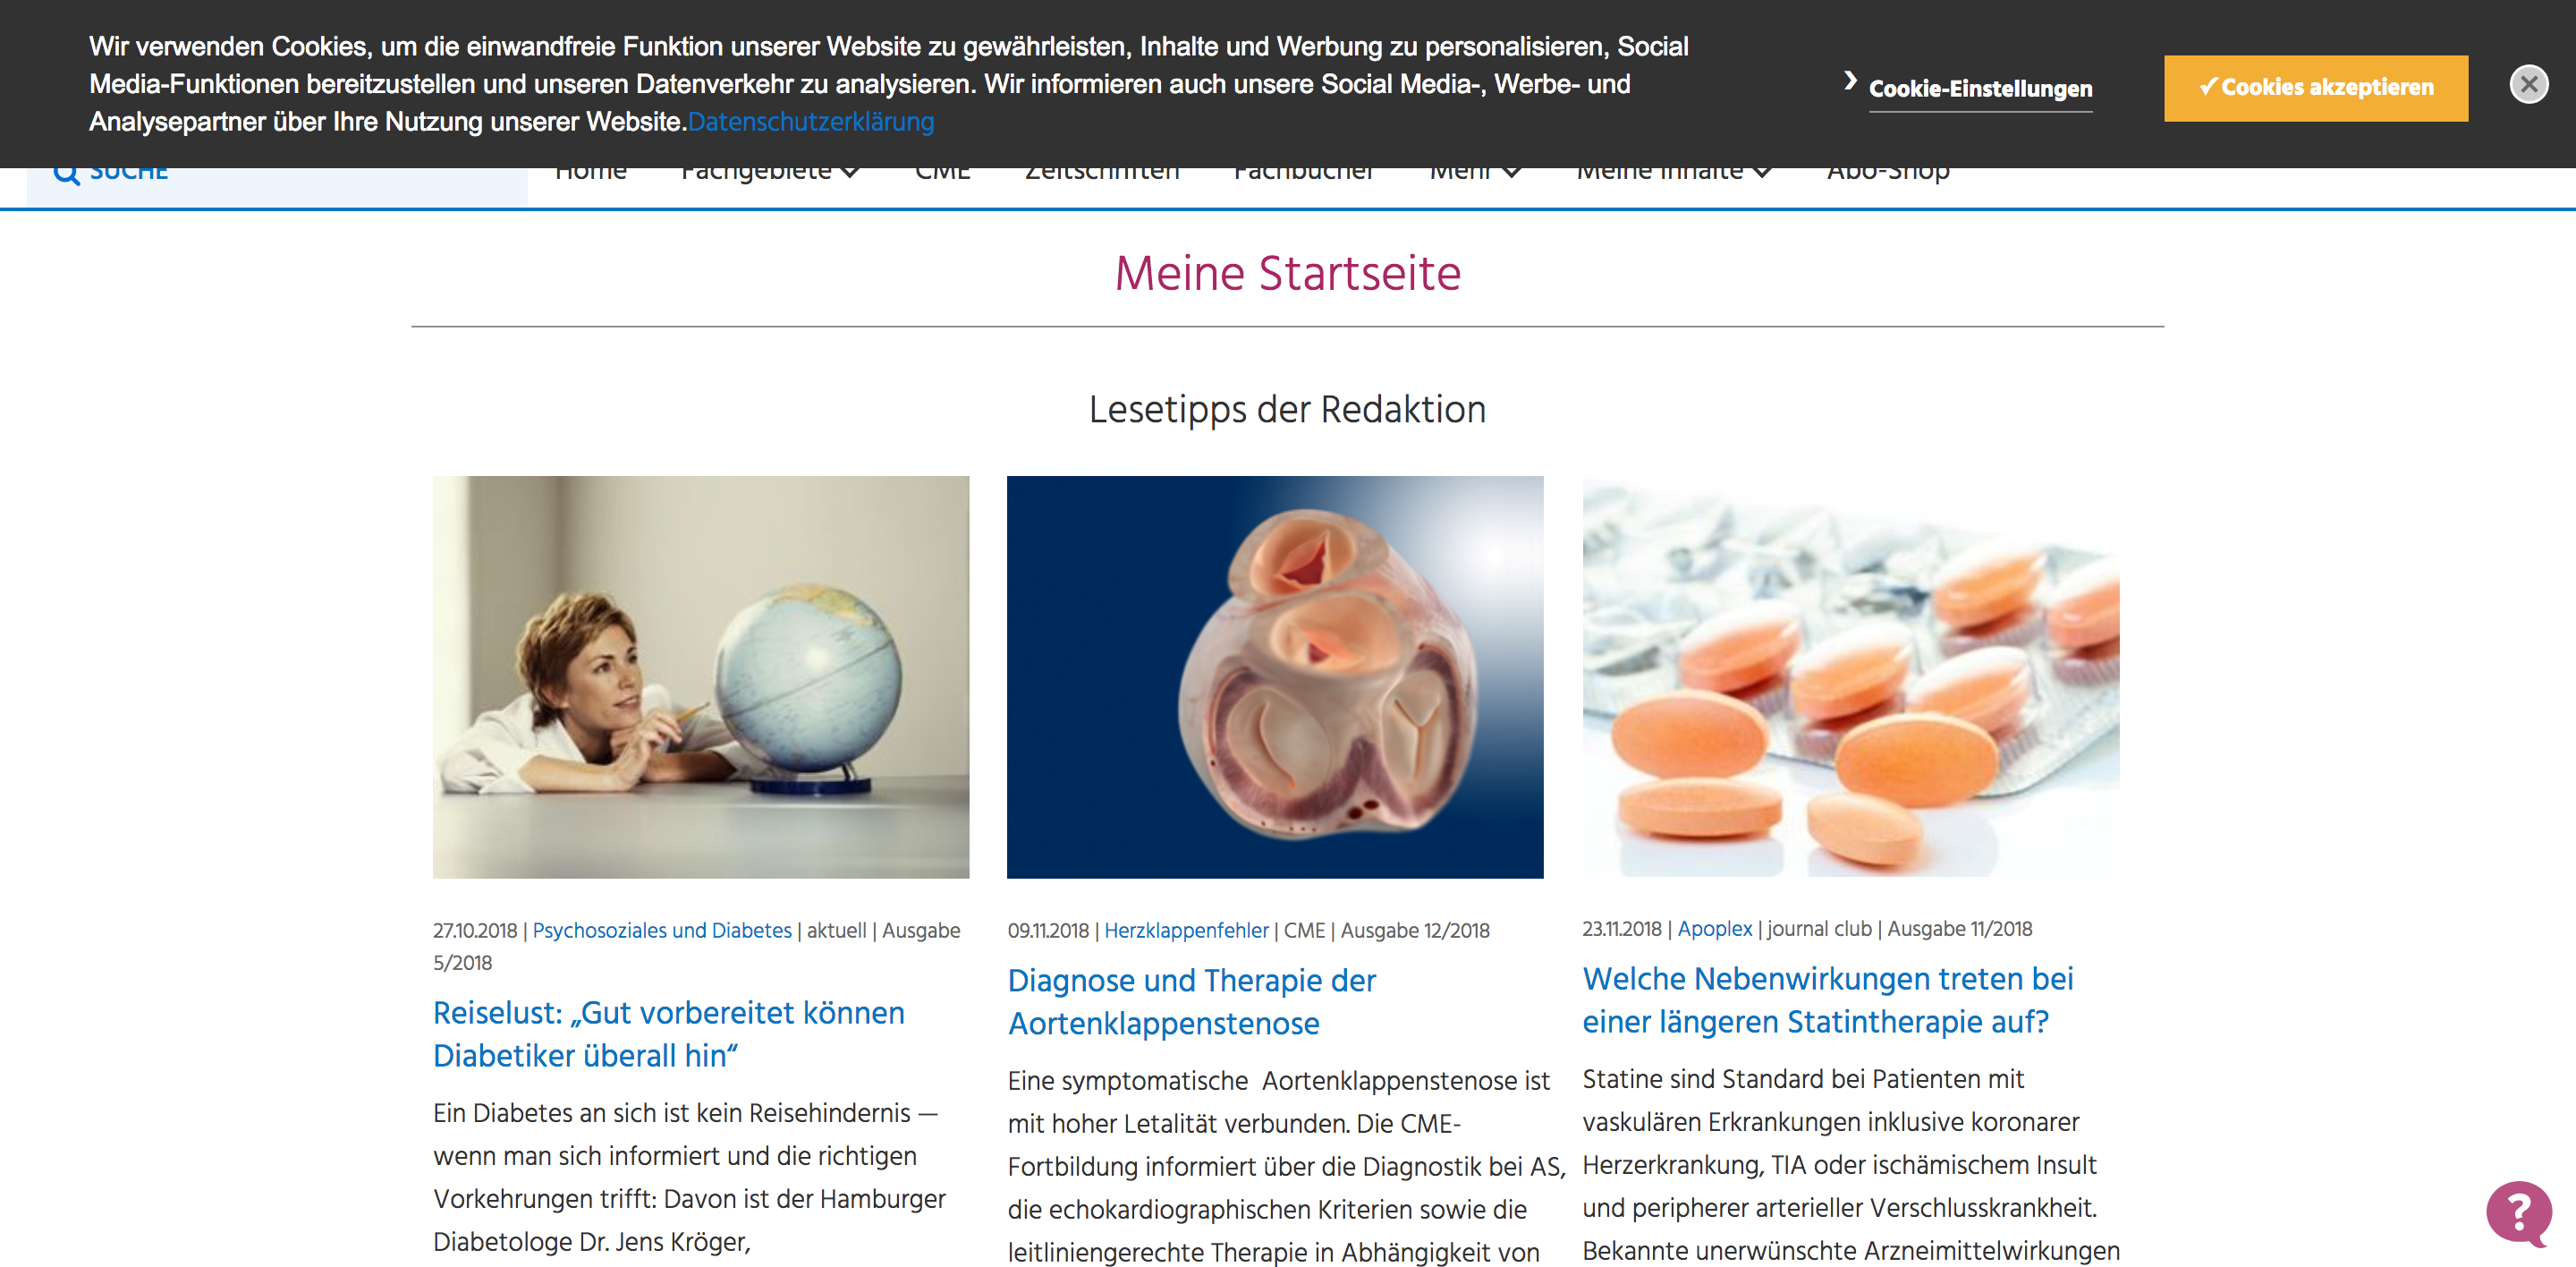 Wir verwenden Cookies, um die einwandfreie Funktion unserer Website zu gewährleisten, Inhalte und Werbung zu personalisieren, Social
Media-Funktionen bereitzustellen und unseren Datenverkehr zu analysieren. Wir informieren auch unsere Social Media-, Werbe- und
Analysepartner über Ihre Nutzung unserer Website.Datenschutzerklärung
Cookie-Einstellungen
✓Cookies akzeptieren
SUCHE
Home Fachgebiete CME Zeitschriften Fachbücher Mehr Meine Inhalte Abo-Shop
Meine Startseite
Lesetipps der Redaktion
27.10.2018 | Psychosoziales und Diabetes | aktuell | Ausgabe
5/2018
Reiselust: „Gut vorbereitet können
Diabetiker überall hin“
Ein Diabetes an sich ist kein Reisehindernis —
wenn man sich informiert und die richtigen
Vorkehrungen trifft: Davon ist der Hamburger
Diabetologe Dr. Jens Kröger,
09.11.2018 | Herzklappenfehler | CME | Ausgabe 12/2018
Diagnose und Therapie der
Aortenklappenstenose
Eine symptomatische  Aortenklappenstenose ist
mit hoher Letalität verbunden. Die CME-
Fortbildung informiert über die Diagnostik bei AS,
die echokardiographischen Kriterien sowie die
leitliniengerechte Therapie in Abhängigkeit von
23.11.2018 | Apoplex | journal club | Ausgabe 11/2018
Welche Nebenwirkungen treten bei
einer längeren Statintherapie auf?
Statine sind Standard bei Patienten mit
vaskulären Erkrankungen inklusive koronarer
Herzerkrankung, TIA oder ischämischem Insult
und peripherer arterieller Verschlusskrankheit.
Bekannte unerwünschte Arzneimittelwirkungen
?